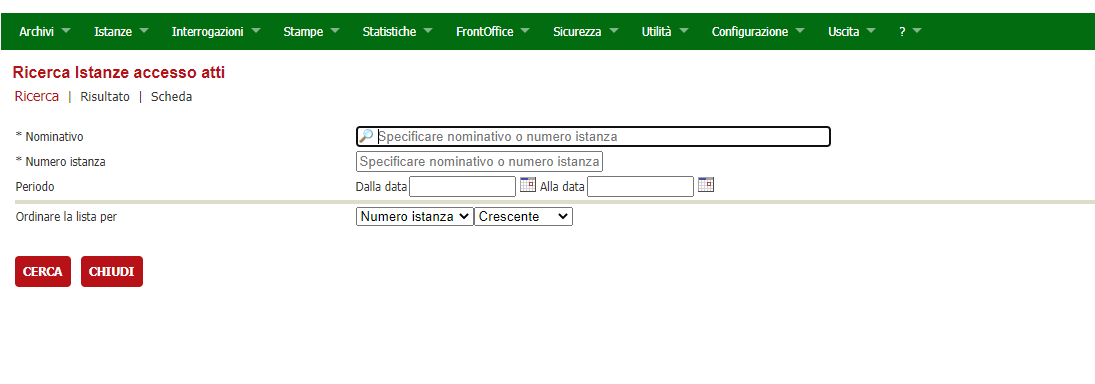 Archivi Istanze Interrogazioni Stampe Statistiche FrontOffice Sicurezza Utilità Configurazione Uscita ?
Ricerca Istanze accesso atti
Ricerca | Risultato | Scheda
* Nominativo Specificare nominativo o numero istanza
* Numero istanza Specificare nominativo o numero istanza
Periodo Dalla data Alla data
Ordinare la lista per Numero istanza Crescente
CERCA CHIUDI